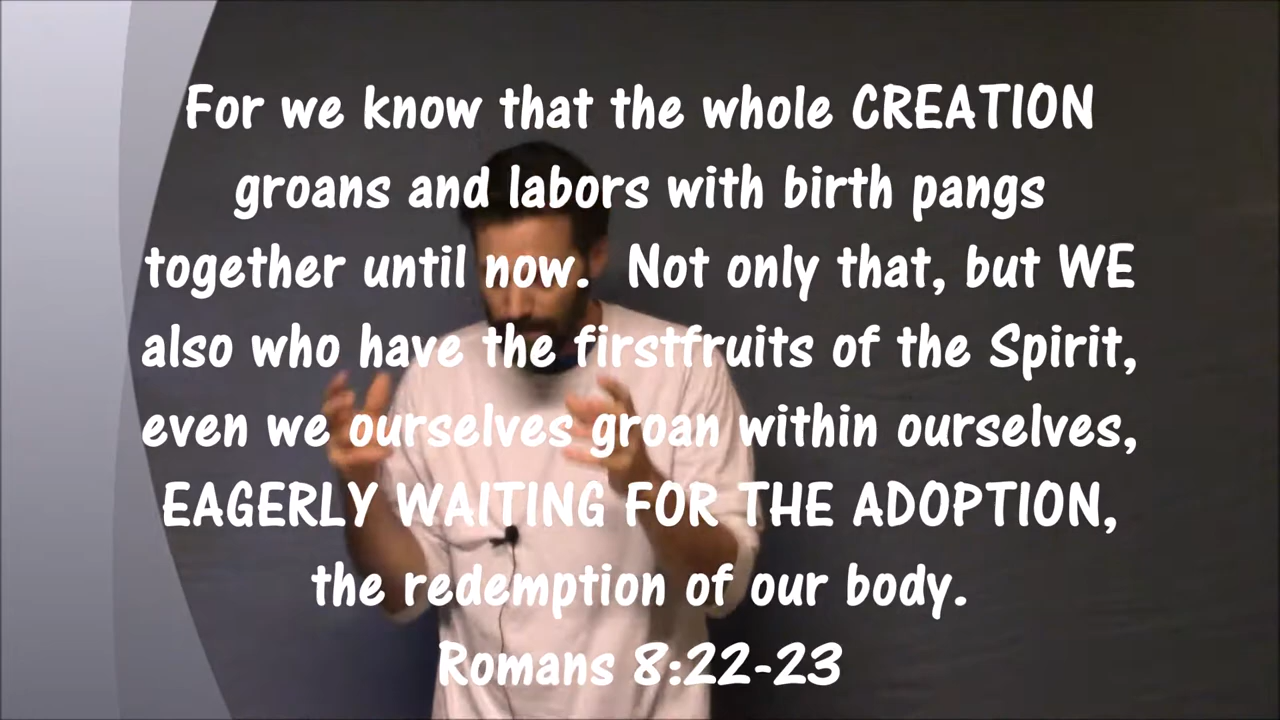 For we know that the whole CREATION
groans and labors with birth pangs
together until now.  Not only that, but WE
also who have the firstfruits of the Spirit,
even we ourselves groan within ourselves,
EAGERLY WAITING FOR THE ADOPTION,
the redemption of our body.
Romans 8:22-23